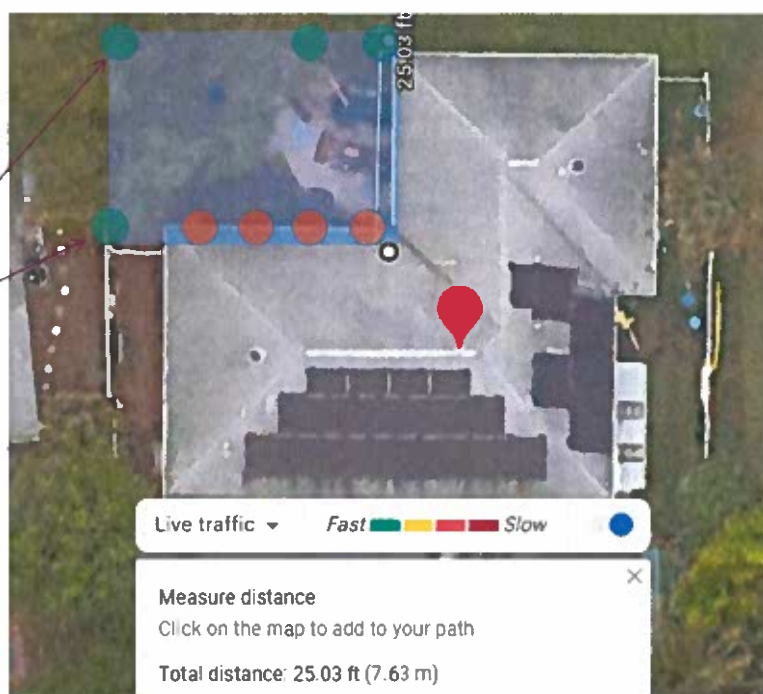 25.03 ft
Live traffic
Fast Slow
Measure distance
Click on the map to add to your path
Total distance: 25.03 ft (7.63 m)